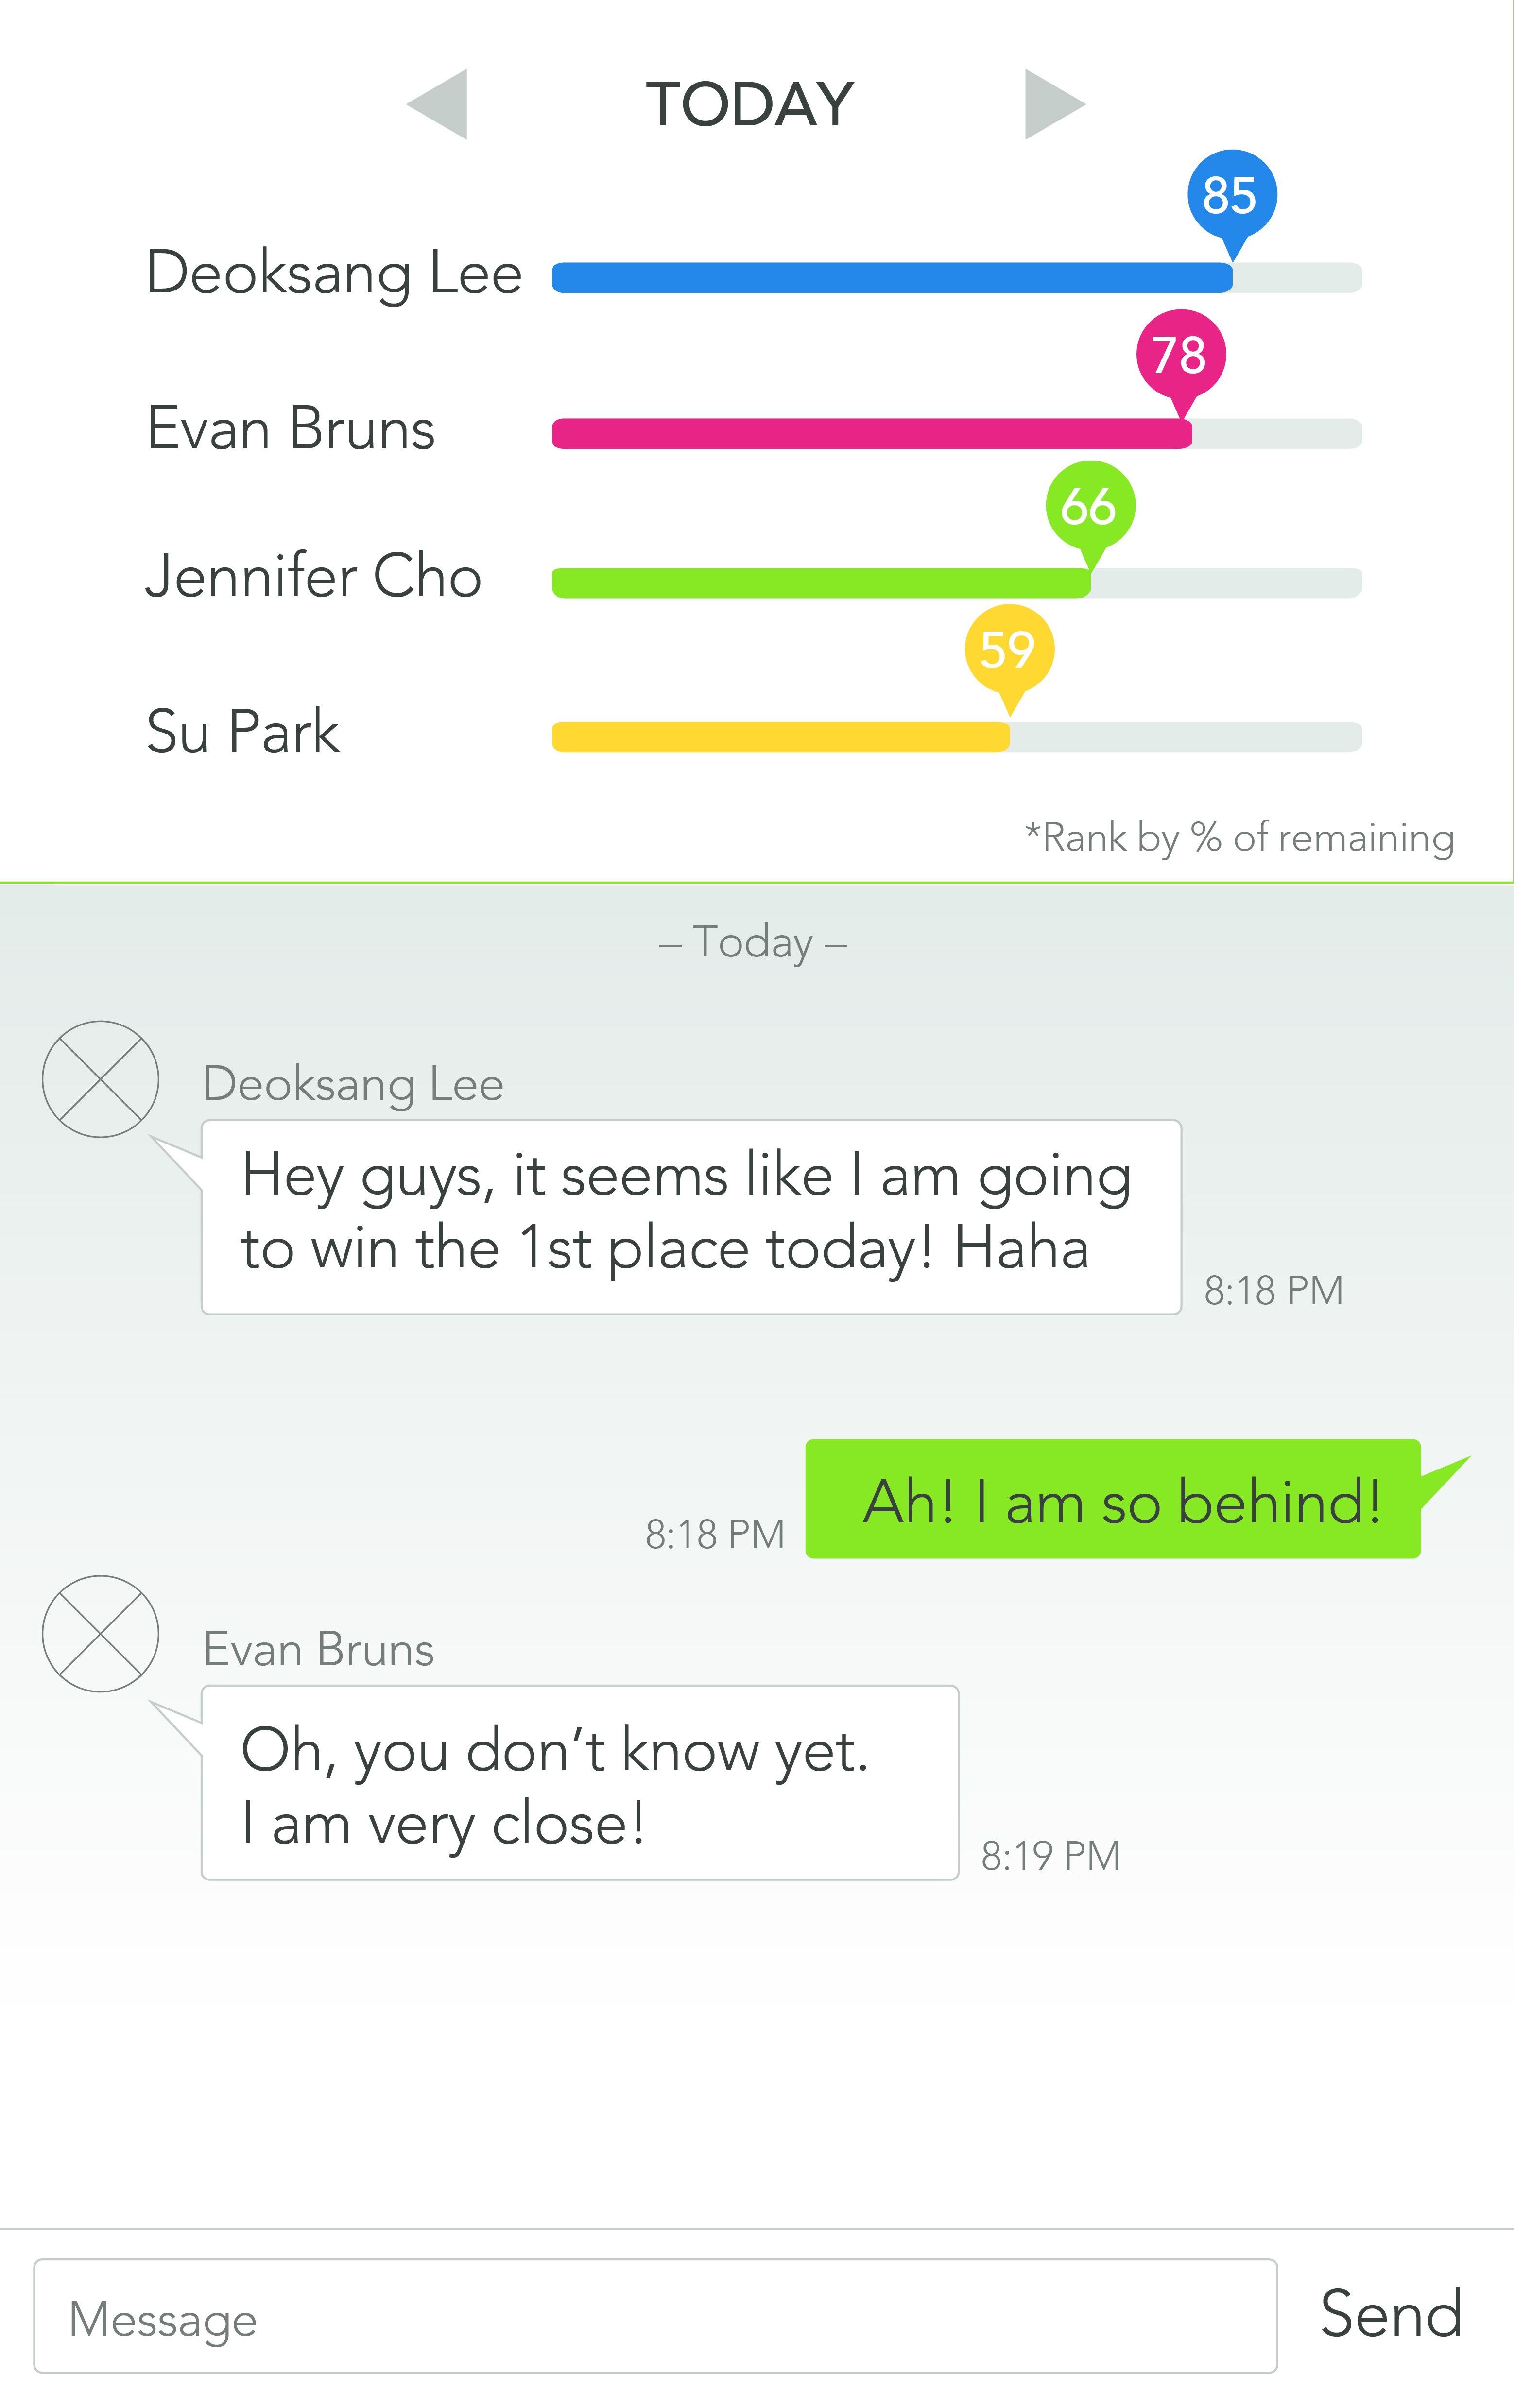 TODAY
85
Deoksang Lee
78
Evan Bruns
66
Jennifer Cho
59
Su Park
*Rank by % of remaining
– Today –
Deoksang Lee
Hey guys, it seems like I am going
to win the 1st place today! Haha
8:18 PM
Ah! I am so behind!
8:18 PM
Evan Bruns
Oh, you don’t know yet.
I am very close!
8:19 PM
Message
Send